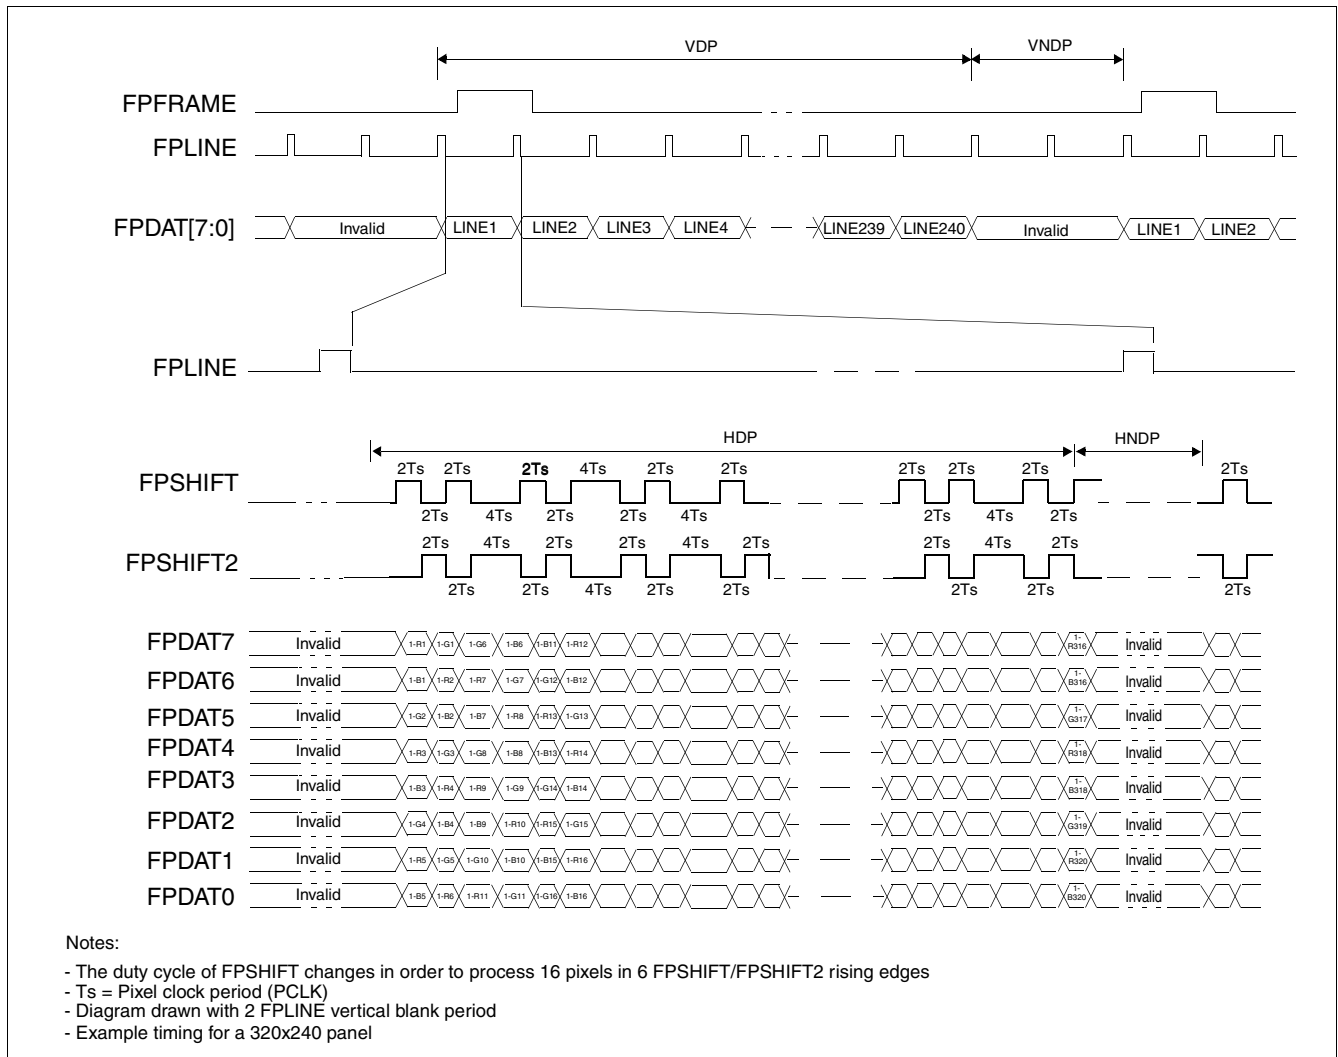 VDP VNDP
FPFRAME
FPLINE
FPDAT[7:0] Invalid LINE1 LINE2 LINE3 LINE4 LINE239 LINE240 Invalid LINE1 LINE2
FPLINE
HDP HNDP
2Ts 2Ts 2Ts 4Ts 2Ts 2Ts 2Ts 2Ts 2Ts 2Ts
FPSHIFT
2Ts 4Ts 2Ts 2Ts 4Ts 2Ts 4Ts 2Ts
2Ts 4Ts 2Ts 2Ts 4Ts 2Ts 2Ts 4Ts 2Ts
FPSHIFT2
2Ts 2Ts 4Ts 2Ts 2Ts 2Ts 2Ts 2Ts
FPDAT7 Invalid 1-R1 1-G1 1-G6 1-B6 1-B11 1-R12 1-R316 Invalid
FPDAT6 Invalid 1-B1 1-R2 1-R7 1-G7 1-G12 1-B12 1-B316 Invalid
FPDAT5 Invalid 1-G2 1-B2 1-B7 1-R8 1-R13 1-G13 1-G317 Invalid
FPDAT4 Invalid 1-R3 1-G3 1-G8 1-B8 1-B13 1-R14 1-R318 Invalid
FPDAT3 Invalid 1-B3 1-R4 1-R9 1-G9 1-G14 1-B14 1-B318 Invalid
FPDAT2 Invalid 1-G4 1-B4 1-B9 1-R10 1-R15 1-G15 1-G319 Invalid
FPDAT1 Invalid 1-R5 1-G5 1-G10 1-B10 1-B15 1-R16 1-R320 Invalid
FPDAT0 Invalid 1-B5 1-R6 1-R11 1-G11 1-G16 1-B16 1-B320 Invalid
Notes:
- The duty cycle of FPSHIFT changes in order to process 16 pixels in 6 FPSHIFT/FPSHIFT2 rising edges
- Ts = Pixel clock period (PCLK)
- Diagram drawn with 2 FPLINE vertical blank period
- Example timing for a 320x240 panel